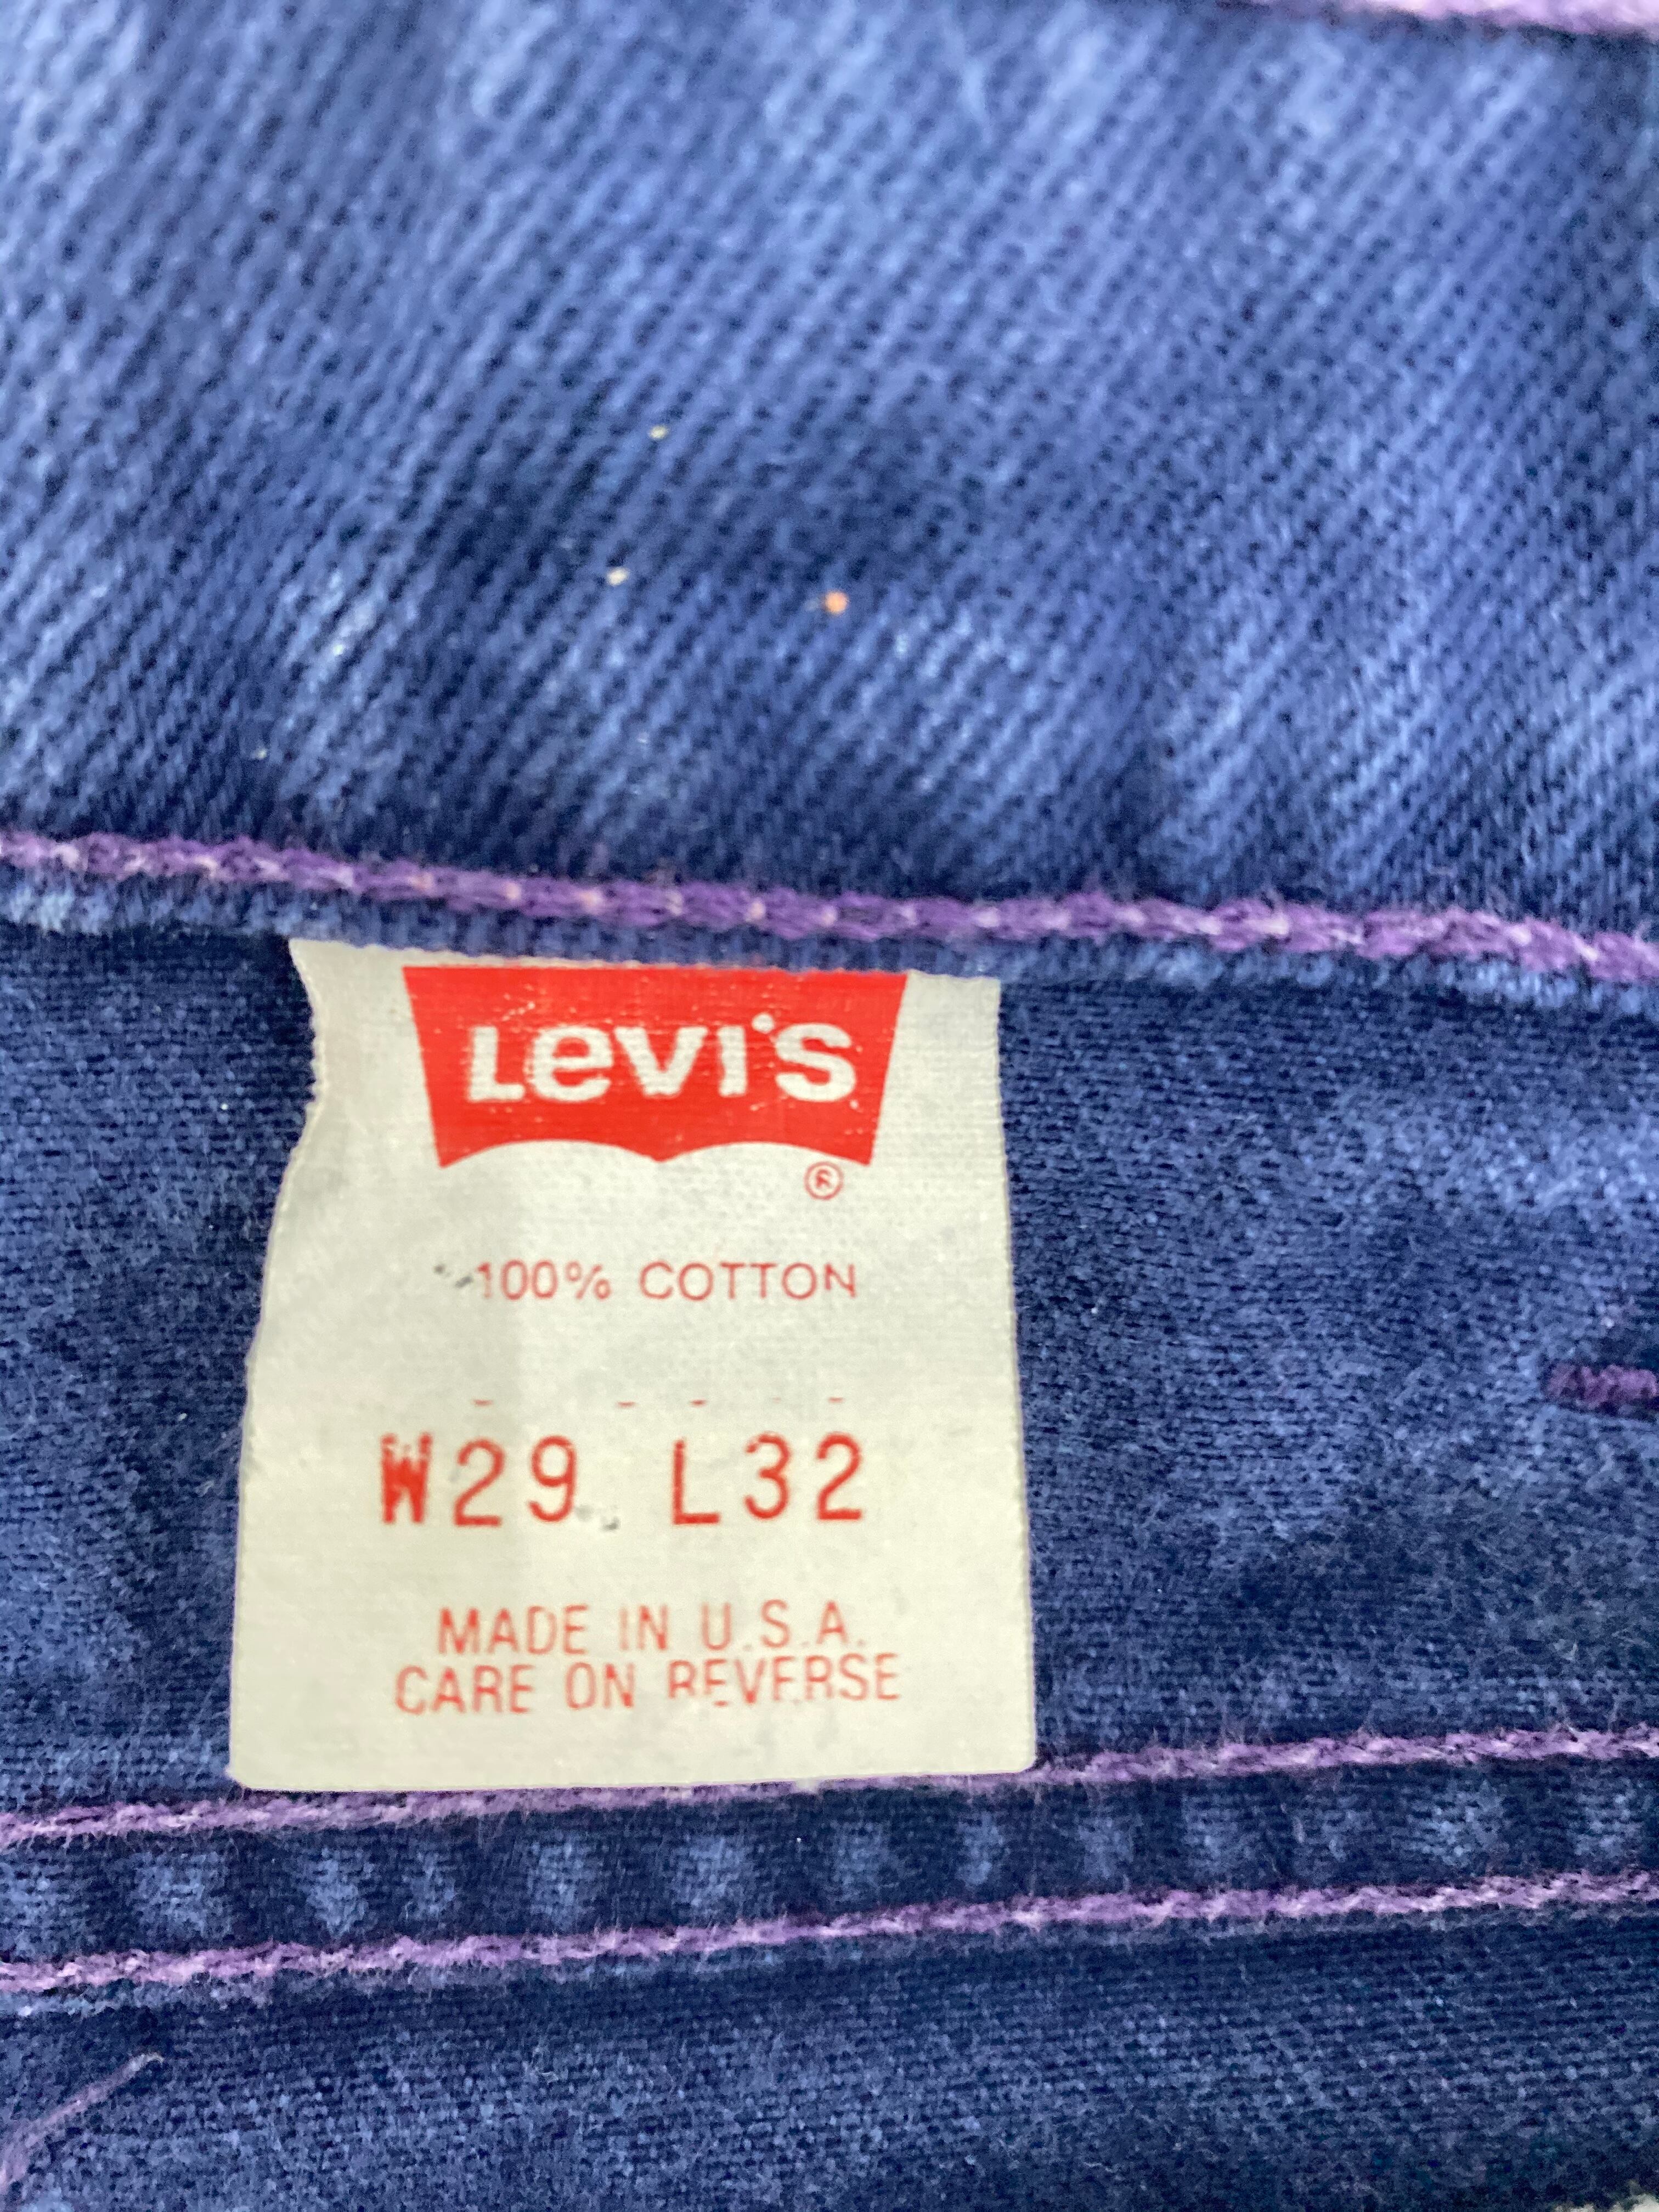 Levi's
®
100% COTTON
W29 L32
MADE IN U.S.A.
CARE ON REVERSE